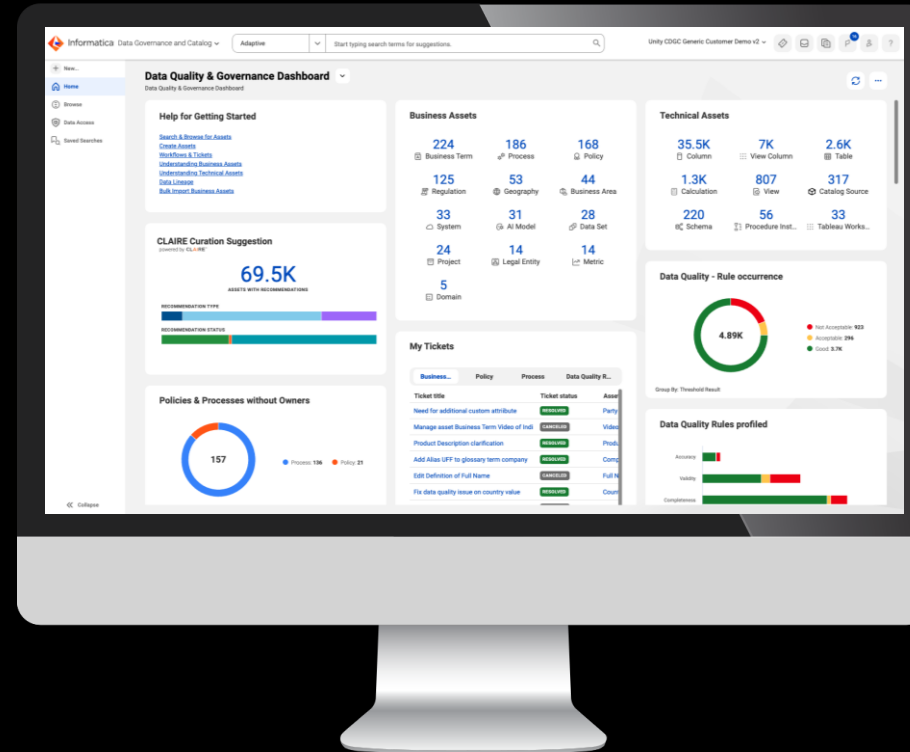 Informatica Data Governance and Catalog
Adaptive
Start typing search terms for suggestions.
Unity CDGC Generic Customer Demo v2
?
New...
Home
Browse
Data Access
Saved Searches
Collapse
Data Quality & Governance Dashboard
Data Quality & Governance Dashboard
Help for Getting Started
Search & Browse for Assets
Create Assets
Workflows & Tickets
Understanding Business Assets
Understanding Technical Assets
Data Lineage
Bulk Import Business Assets
CLAIRE Curation Suggestion
powered by CLAIRE
69.5K
ASSETS WITH RECOMMENDATIONS
RECOMMENDATION TYPE
RECOMMENDATION STATUS
Policies & Processes without Owners
157
Process: 136 Policy: 21
Business Assets
224 186 168
Business Term Process Policy
125 53 44
Regulation Geography Business Area
33 31 28
System AI Model Data Set
24 14 14
Project Legal Entity Metric
5
Domain
My Tickets
Business... Policy Process Data Quality R...
Ticket title Ticket status Asse
Need for additional custom attribute RESOLVED Party
Manage asset Business Term Video of Indi CANCELED Video
Product Description clarification RESOLVED Produ
Add Alias UFF to glossary term company RESOLVED Comp
Edit Definition of Full Name CANCELED Full N
Fix data quality issue on country value RESOLVED Coun
Technical Assets
35.5K 7K 2.6K
Column View Column Table
1.3K 807 317
Calculation View Catalog Source
220 56 33
Schema Procedure Inst... Tableau Works...
Data Quality - Rule occurrence
4.89K
Not Acceptable: 923
Acceptable: 296
Good: 3.7K
Group By: Threshold Result
Data Quality Rules profiled
Accuracy
Validity
Completeness